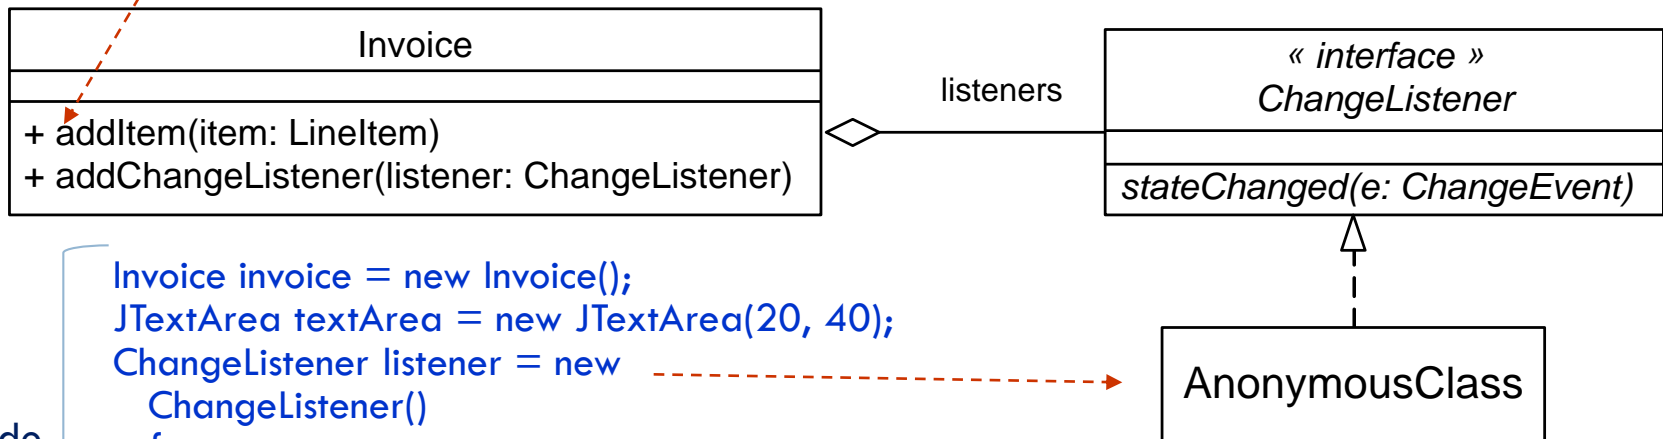 Invoice
+ addItem(item: LineItem)
+ addChangeListener(listener: ChangeListener)
listeners
« interface »
ChangeListener
stateChanged(e: ChangeEvent)
Invoice invoice = new Invoice();
JTextArea textArea = new JTextArea(20, 40);
ChangeListener listener = new
ChangeListener()
AnonymousClass